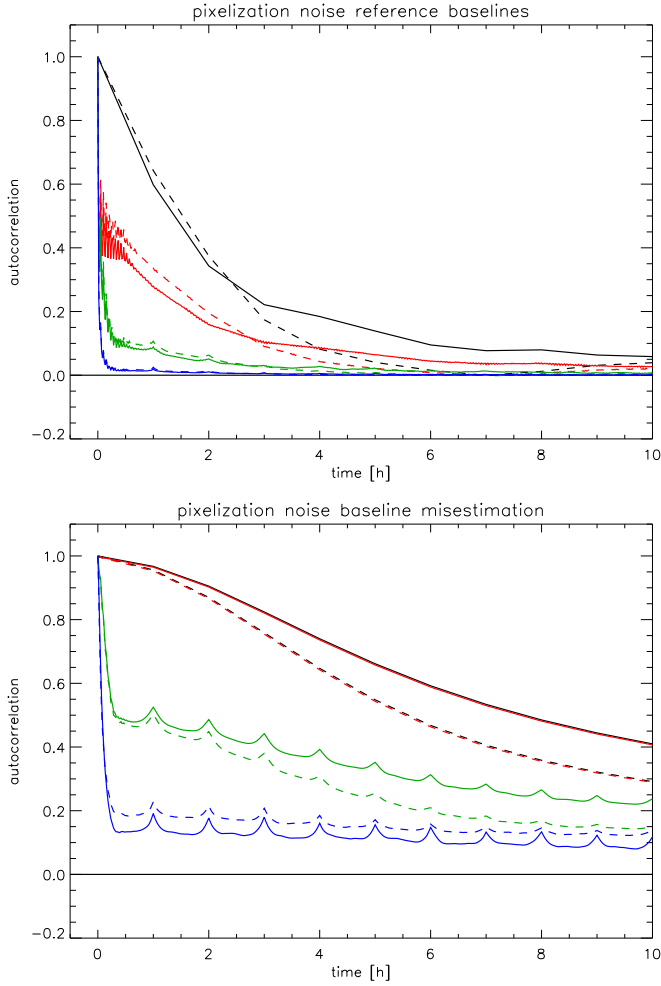 pixelization noise reference baselines
1.0
0.8
0.6
0.4
0.2
0.0
−0.2
autocorrelation
0 2 4 6 8 10
time [h]
pixelization noise baseline misestimation
1.0
0.8
0.6
0.4
0.2
0.0
−0.2
autocorrelation
0 2 4 6 8 10
time [h]